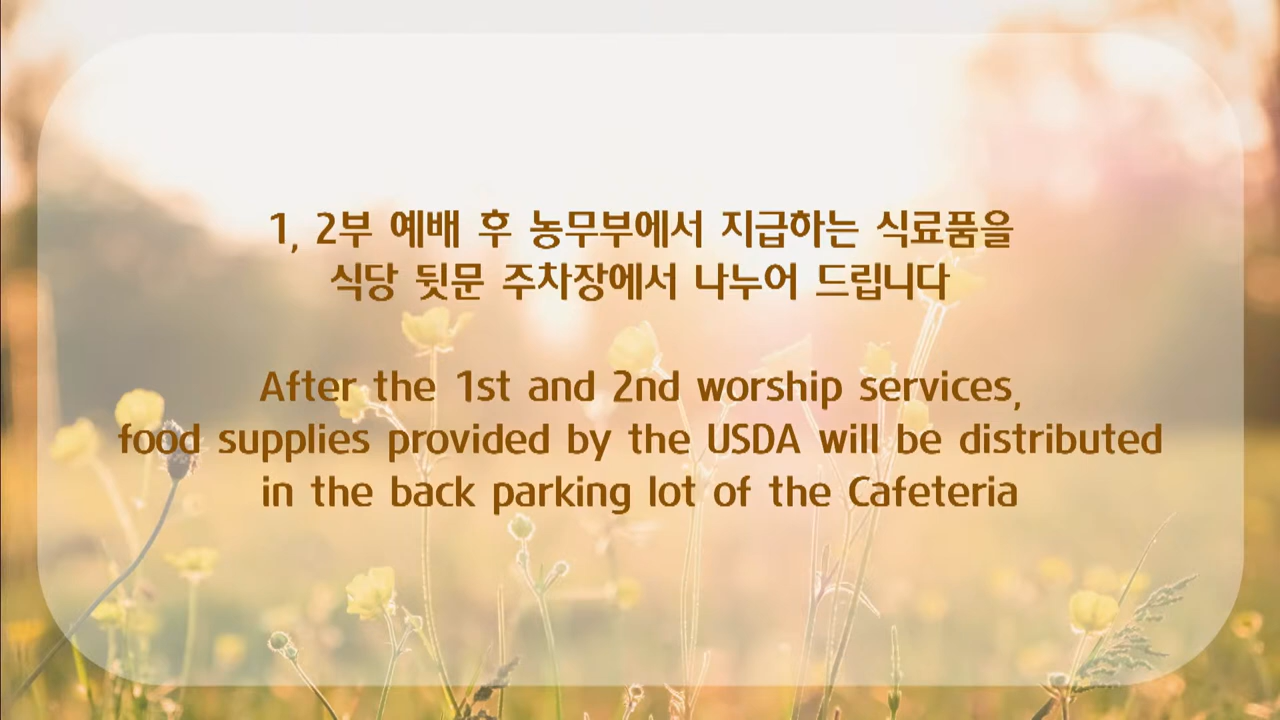 1, 2부 예배 후 농무부에서 지급하는 식료품을
식당 뒷문 주차장에서 나누어 드립니다
After the 1st and 2nd worship services,
food supplies provided by the USDA will be distributed
in the back parking lot of the Cafeteria